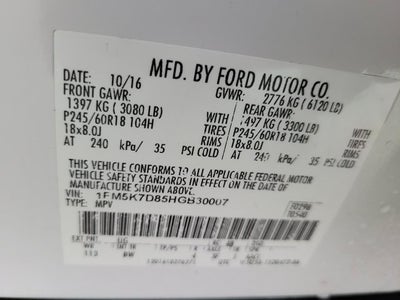 MFD. BY FORD MOTOR CO.
DATE: 10/16 GVWR: 2776 KG ( 6120 LB)
FRONT GAWR: REAR GAWR:
1397 KG ( 3080 LB) 1497 KG ( 3300 LB)
P245/60R18 104H WITH P245/60R18 104H
18x8.0J TIRES 18x8.0J
AT 240 kPa/ 35 PSI COLD RIMS AT 240 kPa/ 35 PSI COLD
THIS VEHICLE CONFORMS TO ALL APPLICABLE FEDERAL MOTOR
VEHICLE SAFETY STANDARDS IN EFFECT ON THE DATE OF
MANUFACTURE SHOWN ABOVE.
VIN: 1FM5K7D85HGB30007
TYPE: MPV